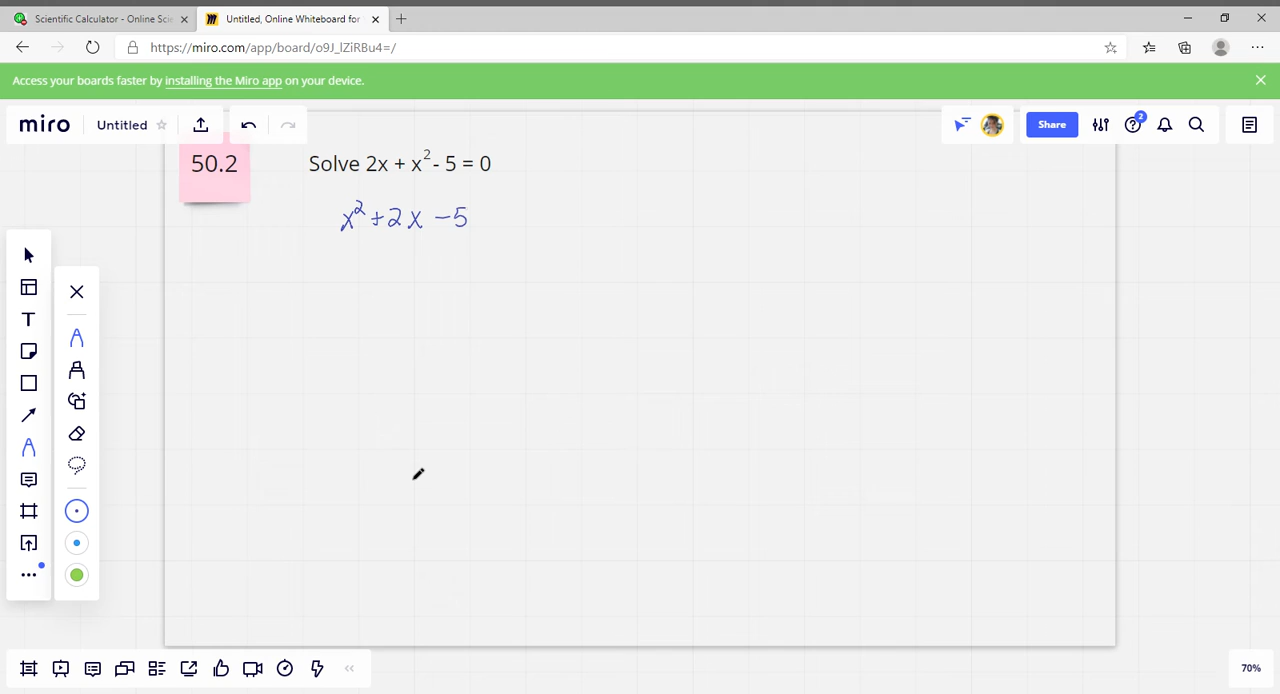 Scientific Calculator - Online Scie
Untitled, Online Whiteboard for
https://miro.com/app/board/o9J_lZiRBu4=/
Access your boards faster by installing the Miro app on your device.
miro
Untitled
2
Share
50.2
Solve 2x + x² - 5 = 0
x² + 2x - 5
T
70%